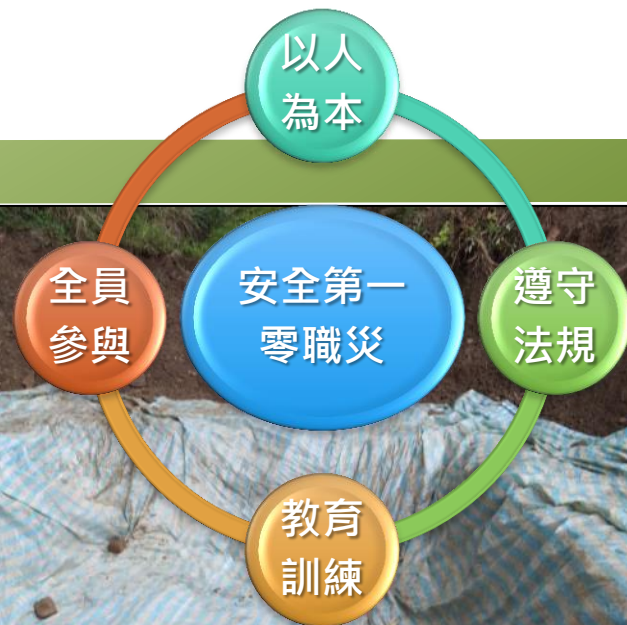 以人
為本
全員
參與
安全第一
零職災
遵守
法規
教育
訓練